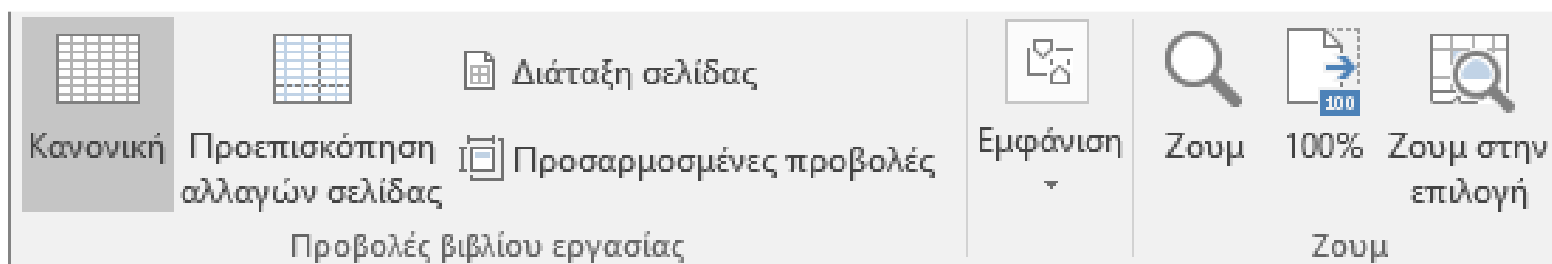 Κανονική
Προεπισκόπηση
αλλαγών σελίδας
Διάταξη σελίδας
Προσαρμοσμένες προβολές
Προβολές βιβλίου εργασίας
Εμφάνιση
Ζουμ
100
100%
Ζουμ στην
επιλογή
Ζουμ